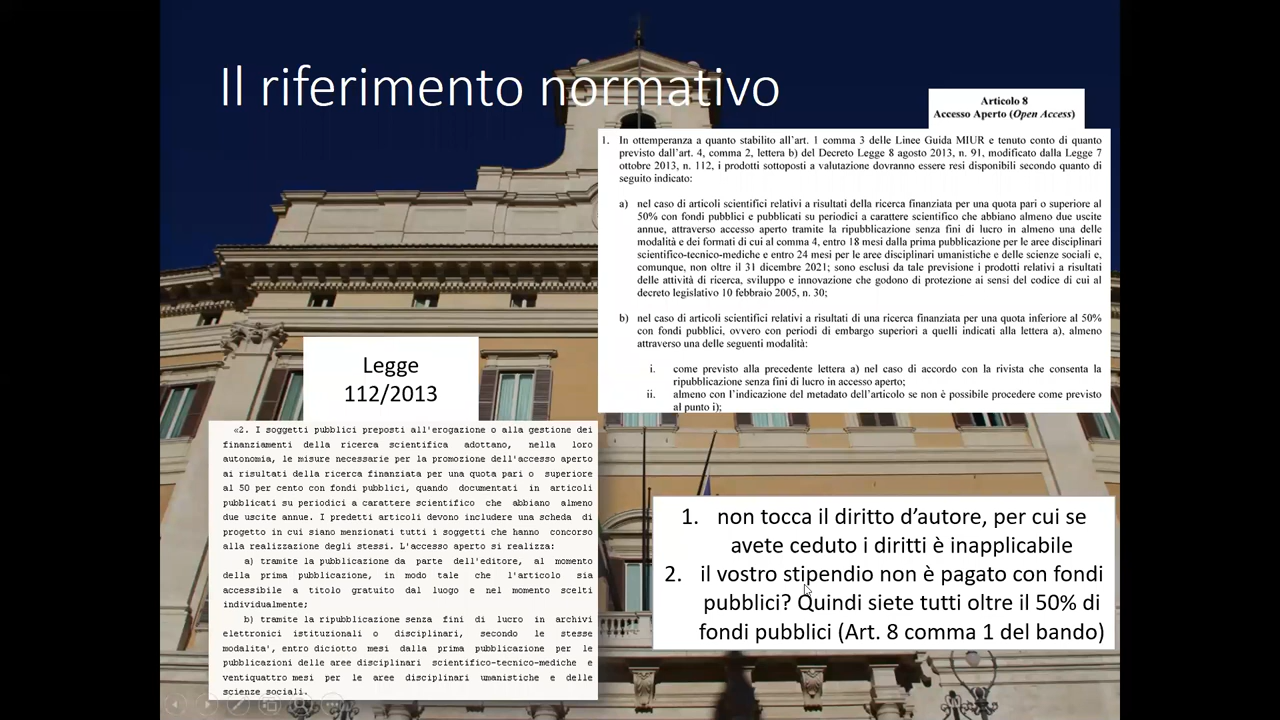 Il riferimento normativo
Articolo 8
Accesso Aperto (Open Access)
1. In ottemperanza a quanto stabilito all'art. 1 comma 3 delle Linee Guida MIUR e tenuto conto di quanto
previsto dall'art. 4, comma 2, lettera b) del Decreto Legge 8 agosto 2013, n. 91, modificato dalla Legge 7
ottobre 2013, n. 112, i prodotti sottoposti a valutazione dovranno essere resi disponibili secondo quanto di
seguito indicato:
a) nel caso di articoli scientifici relativi a risultati della ricerca finanziata per una quota pari o superiore al
50% con fondi pubblici e pubblicati su periodici a carattere scientifico che abbiano almeno due uscite
annue, attraverso accesso aperto tramite la ripubblicazione senza fini di lucro in almeno una delle
modalità e dei formati di cui al comma 4, entro 18 mesi dalla prima pubblicazione per le aree disciplinari
scientifico-tecnico-mediche e entro 24 mesi per le aree disciplinari umanistiche e delle scienze sociali e,
comunque, non oltre il 31 dicembre 2021; sono esclusi da tale previsione i prodotti relativi a risultati
delle attività di ricerca, sviluppo e innovazione che godono di protezione ai sensi del codice di cui al
decreto legislativo 10 febbraio 2005, n. 30;
b) nel caso di articoli scientifici relativi a risultati di una ricerca finanziata per una quota inferiore al 50%
con fondi pubblici, ovvero con periodi di embargo superiori a quelli indicati alla lettera a), almeno
attraverso una delle seguenti modalità:
i. come previsto alla precedente lettera a) nel caso di accordo con la rivista che consenta la
ripubblicazione senza fini di lucro in accesso aperto;
ii. almeno con l'indicazione del metadato dell'articolo se non è possibile procedere come previsto
al punto i);
Legge
112/2013
«2. I soggetti pubblici preposti all'erogazione o alla gestione dei
finanziamenti della ricerca scientifica adottano, nella loro
autonomia, le misure necessarie per la promozione dell'accesso aperto
ai risultati della ricerca finanziata per una quota pari o superiore
al 50 per cento con fondi pubblici, quando documentati in articoli
pubblicati su periodici a carattere scientifico che abbiano almeno
due uscite annue. I predetti articoli devono includere una scheda di
progetto in cui siano menzionati tutti i soggetti che hanno concorso
alla realizzazione degli stessi. L'accesso aperto si realizza:
a) tramite la pubblicazione da parte dell'editore, al momento
della prima pubblicazione, in modo tale che l'articolo sia
accessibile a titolo gratuito dal luogo e nel momento scelti
individualmente;
b) tramite la ripubblicazione senza fini di lucro in archivi
elettronici istituzionali o disciplinari, secondo le stesse
modalita', entro diciotto mesi dalla prima pubblicazione per le
pubblicazioni delle aree disciplinari scientifico-tecnico-mediche e
ventiquattro mesi per le aree disciplinari umanistiche e delle
scienze sociali.
1. non tocca il diritto d'autore, per cui se
avete ceduto i diritti è inapplicabile
2. il vostro stipendio non è pagato con fondi
pubblici? Quindi siete tutti oltre il 50% di
fondi pubblici (Art. 8 comma 1 del bando)